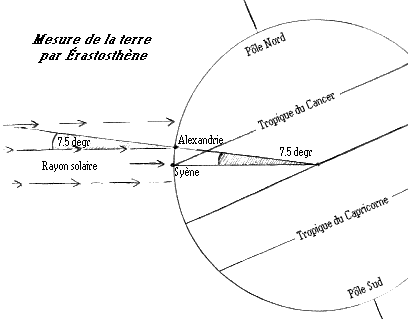 Mesure de la terre
par Érastosthène
Pôle Nord
Tropique du Cancer
Alexandrie
7.5 degr
7.5 degr
Rayon solaire
Syène
Tropique du Capricorne
Pôle Sud